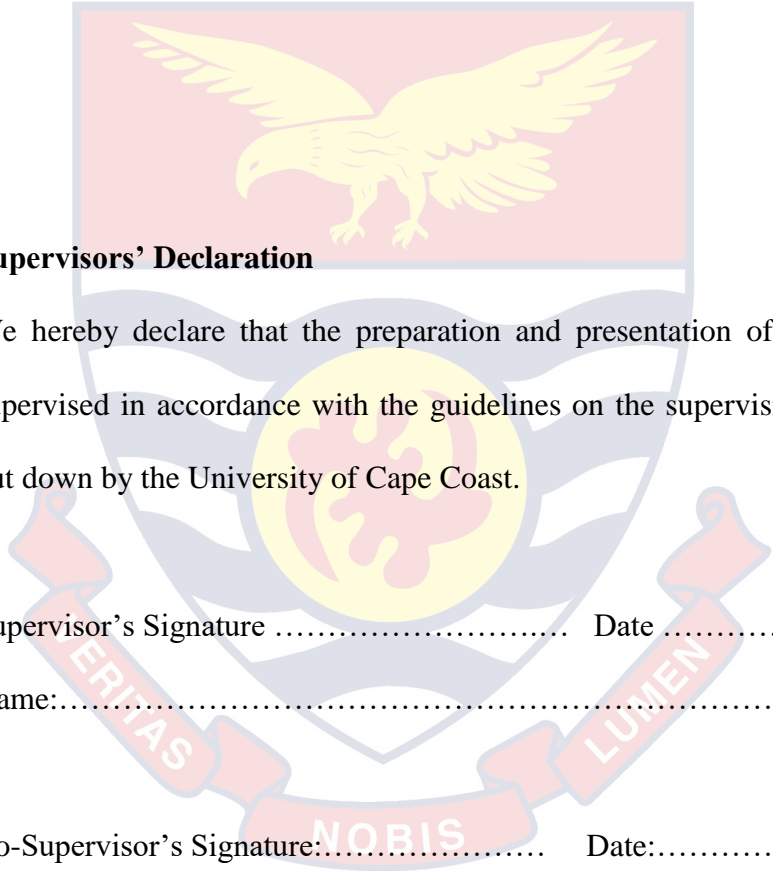 upervisors’ Declaration
e hereby declare that the preparation and presentation of
pervised in accordance with the guidelines on the supervis
ut down by the University of Cape Coast.
upervisor’s Signature ……………………….… Date …………
ame:……………………………………………………………………
o-Supervisor’s Signature:………………… Date:…………
VERITAS
NOBIS
LUMEN